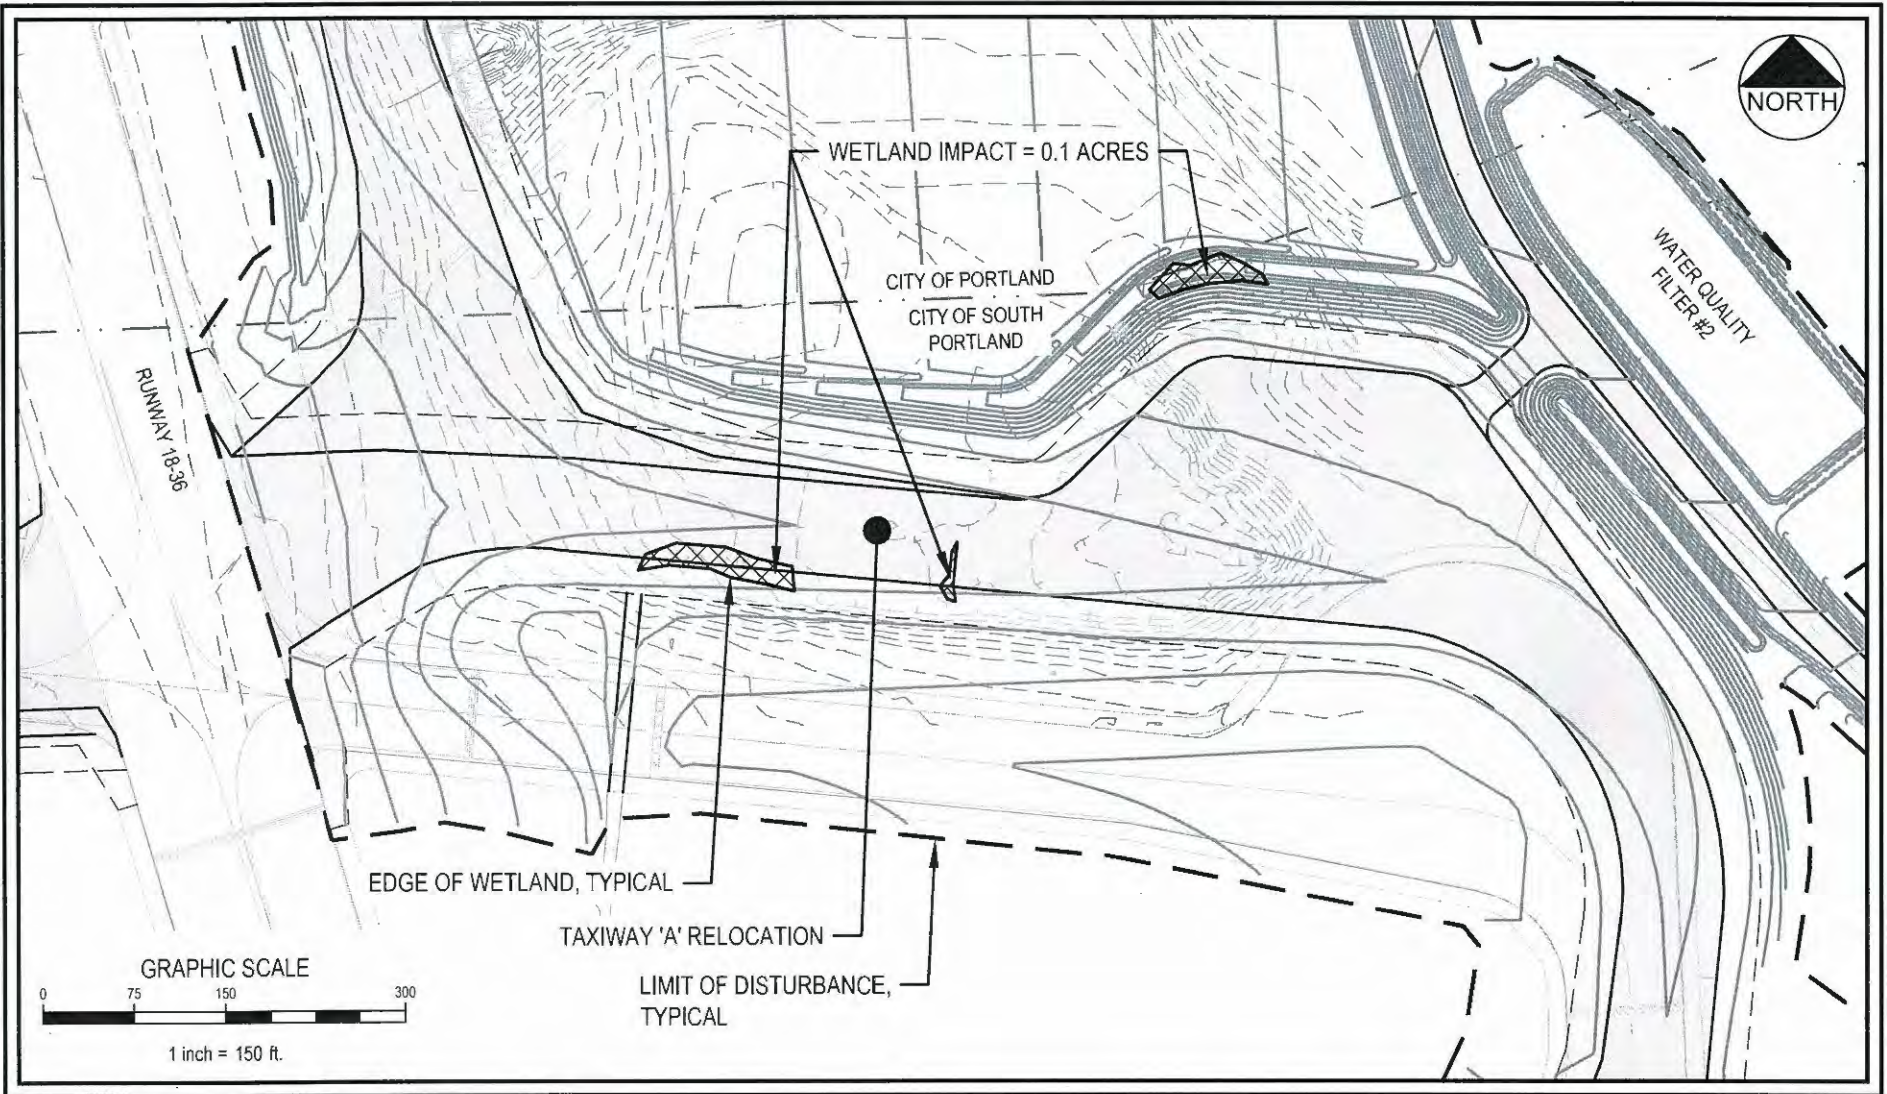 NORTH
WETLAND IMPACT = 0.1 ACRES
CITY OF PORTLAND
CITY OF SOUTH
PORTLAND
WATER QUALITY
FILTER #2
RUNWAY 18-36
EDGE OF WETLAND, TYPICAL
TAXIWAY 'A' RELOCATION
LIMIT OF DISTURBANCE,
TYPICAL
GRAPHIC SCALE
0 75 150 300
1 inch = 150 ft.